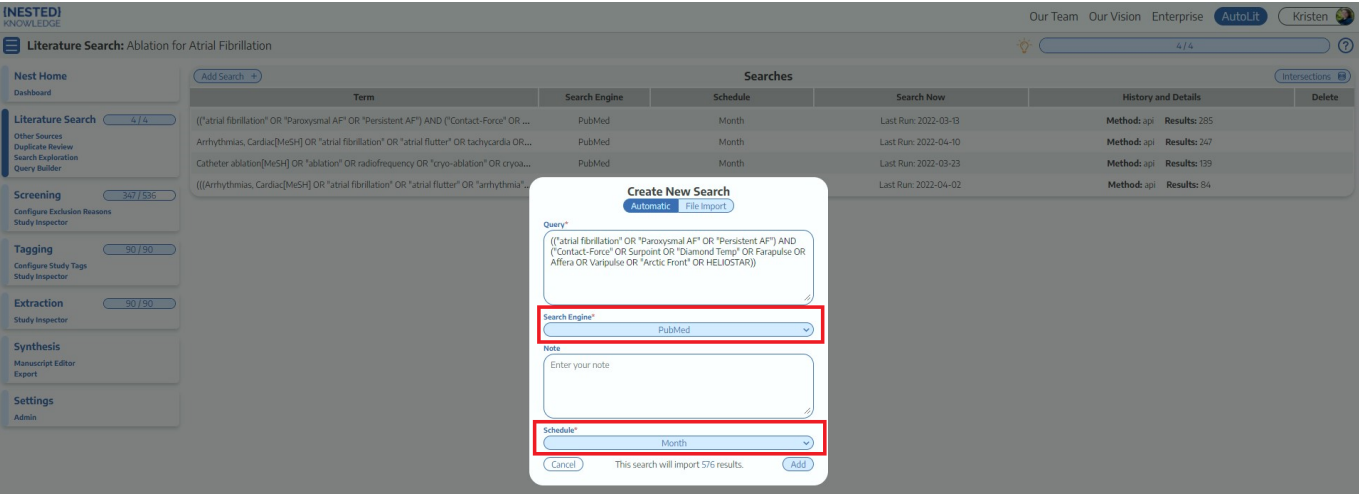 {NESTED}
KNOWLEDGE
Our Team Our Vision Enterprise AutoLit Kristen
Literature Search: Ablation for Atrial Fibrillation
4/4
?
Nest Home
Dashboard
Literature Search 4/4
Other Sources
Duplicate Review
Search Exploration
Query Builder
Screening 347/536
Configure Exclusion Reasons
Study Inspector
Tagging 90/90
Configure Study Tags
Study Inspector
Extraction 90/90
Study Inspector
Synthesis
Manuscript Editor
Export
Settings
Admin
Add Search +
Searches
Intersections
Term Search Engine Schedule Search Now History and Details Delete
(("atrial fibrillation" OR "Paroxysmal AF" OR "Persistent AF") AND ("Contact-Force" OR ... PubMed Month Last Run: 2022-03-13 Method: api Results: 285
Arrhythmias, Cardiac[MeSH] OR "atrial fibrillation" OR "atrial flutter" OR tachycardia OR... PubMed Month Last Run: 2022-04-10 Method: api Results: 247
Catheter ablation[MeSH] OR "ablation" OR radiofrequency OR "cryo-ablation" OR cryoa... PubMed Month Last Run: 2022-03-23 Method: api Results: 139
(((Arrhythmias, Cardiac[MeSH] OR "atrial fibrillation" OR "atrial flutter" OR "arrhythmia"... Last Run: 2022-04-02 Method: api Results: 84
Create New Search
Automatic File Import
Query*
(("atrial fibrillation" OR "Paroxysmal AF" OR "Persistent AF") AND
("Contact-Force" OR Surpoint OR "Diamond Temp" OR Farapulse OR
Affera OR Varipulse OR "Arctic Front" OR HELIOSTAR))
Search Engine*
PubMed
Note
Enter your note
Schedule*
Month
Cancel This search will import 576 results. Add